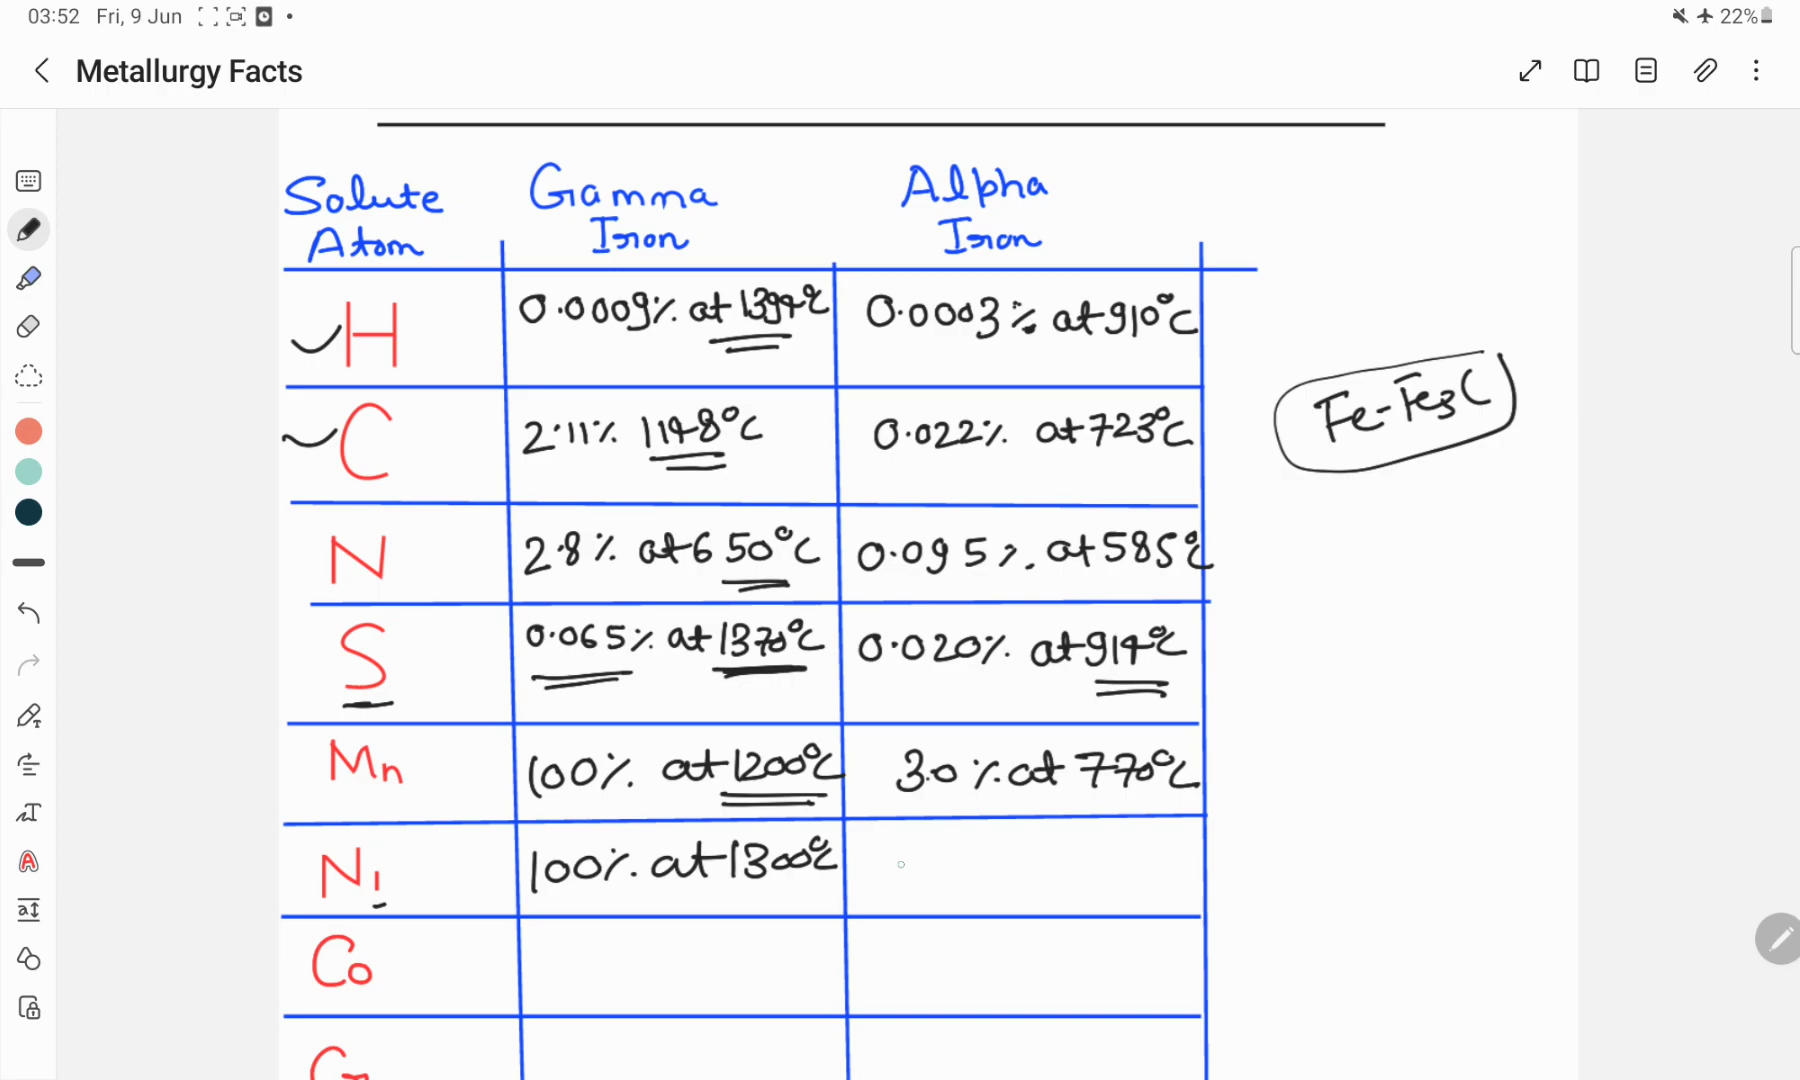 03:52 Fri, 9 Jun
22%
Metallurgy Facts
Solute Atom Gamma Iron Alpha Iron
H 0.0009% at 1394°C 0.0003% at 910°C
C 2.11% 1148°C 0.022% at 723°C
Fe-Fe3C
N 2.8% at 650°C 0.095% at 585°C
S 0.065% at 1370°C 0.020% at 914°C
Mn 100% at 1200°C 3.0% at 770°C
Ni 100% at 1300°C
Co